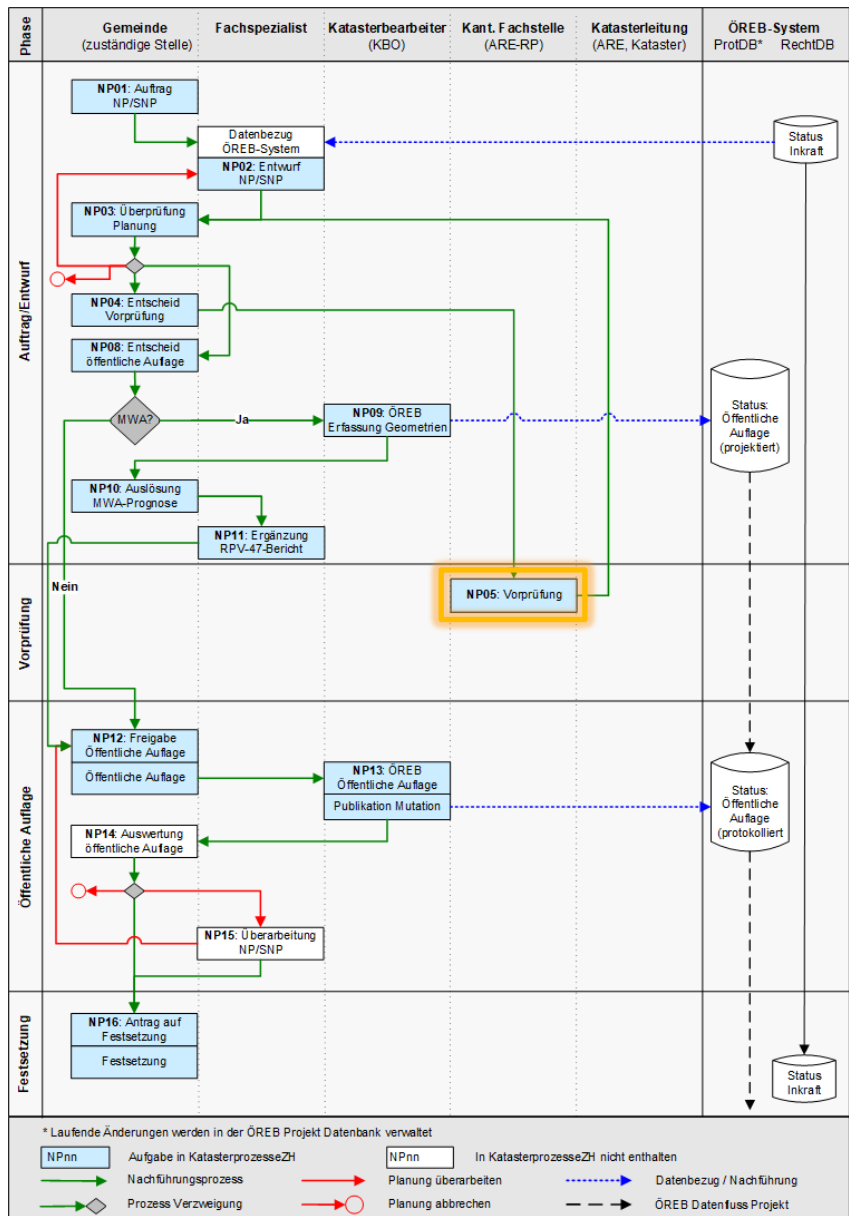 Phase
Gemeinde
(zuständige Stelle)
Fachspezialist
Katasterbearbeiter
(KBO)
Kant. Fachstelle
(ARE-RP)
Katasterleitung
(ARE, Kataster)
ÖREB-System
ProtDB* RechtDB
Auftrag/Entwurf
NP01: Auftrag
NP/SNP
Datenbezug
ÖREB-System
NP02: Entwurf
NP/SNP
Status
Inkraft
NP03: Überprüfung
Planung
NP04: Entscheid
Vorprüfung
NP08: Entscheid
öffentliche Auflage
MWA?
Ja
NP09: ÖREB
Erfassung Geometrien
Status:
Öffentliche
Auflage
(projektiert)
NP10: Auslösung
MWA-Prognose
NP11: Ergänzung
RPV-47-Bericht
Nein
Vorprüfung
NP05: Vorprüfung
Öffentliche Auflage
NP12: Freigabe
Öffentliche Auflage
Öffentliche Auflage
NP13: ÖREB
Öffentliche Auflage
Publikation Mutation
Status:
Öffentliche
Auflage
(protokolliert
NP14: Auswertung
öffentliche Auflage
NP15: Überarbeitung
NP/SNP
Festsetzung
NP16: Antrag auf
Festsetzung
Festsetzung
Status
Inkraft
* Laufende Änderungen werden in der ÖREB Projekt Datenbank verwaltet
NPnn Aufgabe in KatasterprozesseZH NPnn In KatasterprozesseZH nicht enthalten
Nachführungsprozess Planung überarbeiten Datenbezug / Nachführung
Prozess Verzweigung Planung abbrechen ÖREB Datenfluss Projekt